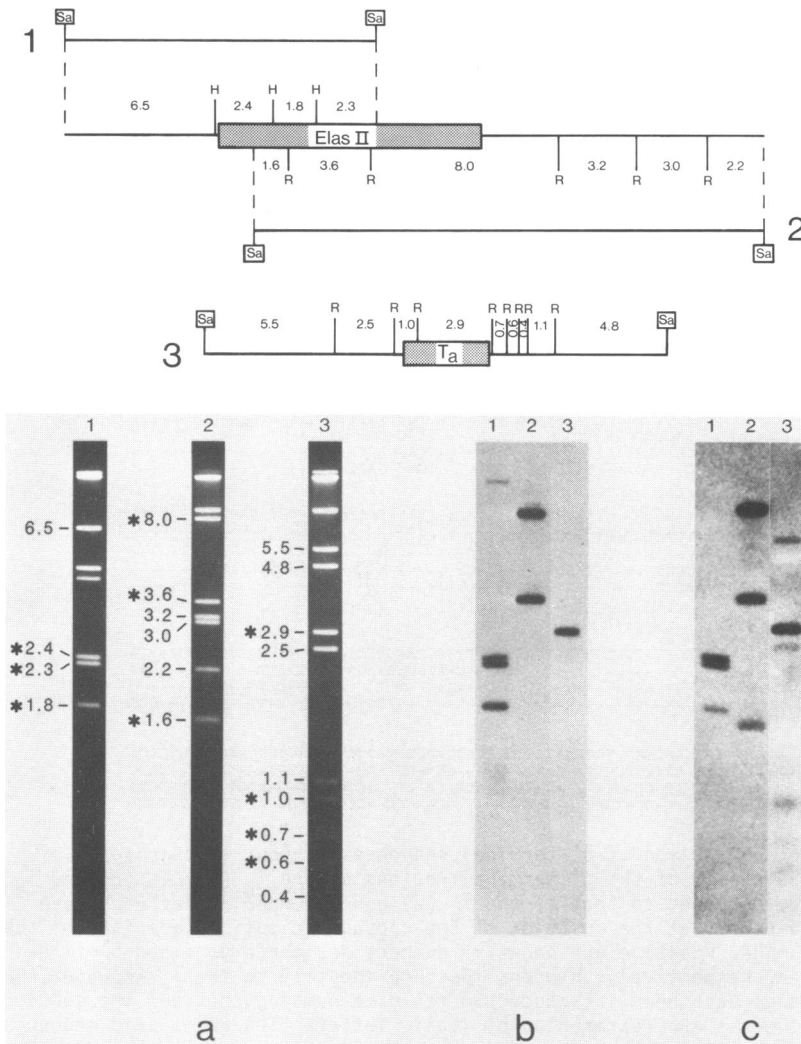 Sa Sa
1
H H H
6.5 2.4 1.8 2.3
Elas II
1.6 3.6 8.0 3.2 3.0 2.2
R R R R R
2
Sa Sa
R R R R R R R R
Sa 5.5 2.5 1.0 2.9 0.7 0.6 0.4 1.1 4.8 Sa
3
Ta
1 2 3 1 2 3 1 2 3
6.5
*2.4
*2.3
*1.8
*8.0
*3.6
3.2
3.0
2.2
*1.6
5.5
4.8
*2.9
2.5
1.1
*1.0
*0.7
*0.6
0.4
a b c